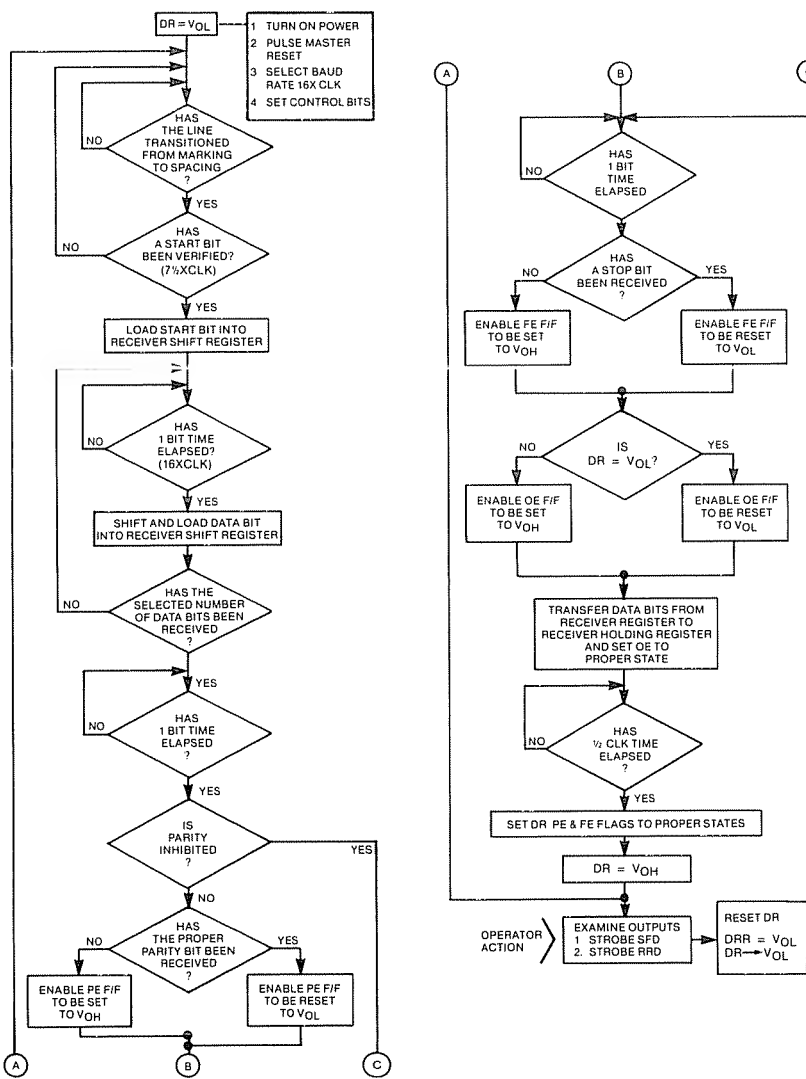 DR = VOL
1 TURN ON POWER
2 PULSE MASTER
RESET
3 SELECT BAUD
RATE 16X CLK
4 SET CONTROL BITS
HAS
THE LINE
TRANSITIONED
FROM MARKING
TO SPACING
?
NO
YES
HAS
A START BIT
BEEN VERIFIED?
(7½XCLK)
NO
YES
LOAD START BIT INTO
RECEIVER SHIFT REGISTER
HAS
1 BIT TIME
ELAPSED?
(16XCLK)
NO
YES
SHIFT AND LOAD DATA BIT
INTO RECEIVER SHIFT REGISTER
HAS THE
SELECTED NUMBER
OF DATA BITS BEEN
RECEIVED
?
NO
YES
HAS
1 BIT TIME
ELAPSED
?
NO
YES
IS
PARITY
INHIBITED
?
YES
NO
HAS
THE PROPER
PARITY BIT BEEN
RECEIVED
?
NO
YES
ENABLE PE F/F
TO BE SET
TO VOH
ENABLE PE F/F
TO BE RESET
TO VOL
A
B
C
A
B
HAS
1 BIT
TIME
ELAPSED
NO
HAS
A STOP BIT
BEEN RECEIVED
?
NO
YES
ENABLE FE F/F
TO BE SET
TO VOH
ENABLE FE F/F
TO BE RESET
TO VOL
IS
DR = VOL?
NO
YES
ENABLE OE F/F
TO BE SET
TO VOH
ENABLE OE F/F
TO BE RESET
TO VOL
TRANSFER DATA BITS FROM
RECEIVER REGISTER TO
RECEIVER HOLDING REGISTER
AND SET OE TO
PROPER STATE
HAS
½ CLK TIME
ELAPSED
?
NO
YES
SET DR PE & FE FLAGS TO PROPER STATES
DR = VOH
OPERATOR
ACTION
EXAMINE OUTPUTS
1 STROBE SFD
2. STROBE RRD
RESET DR
DRR = VOL
DR→VOL